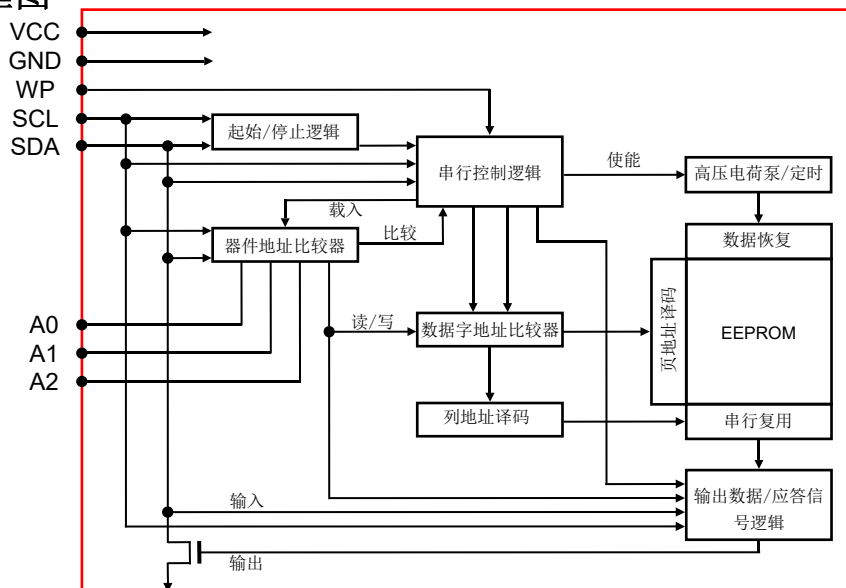 VCC
GND
WP
SCL
SDA
起始/停止逻辑
串行控制逻辑
使能
高压电荷泵/定时
载入
比较
器件地址比较器
数据恢复
A0
A1
A2
读/写
数据字地址比较器
页地址译码
EEPROM
列地址译码
串行复用
输入
输出数据/应答信
号逻辑
输出